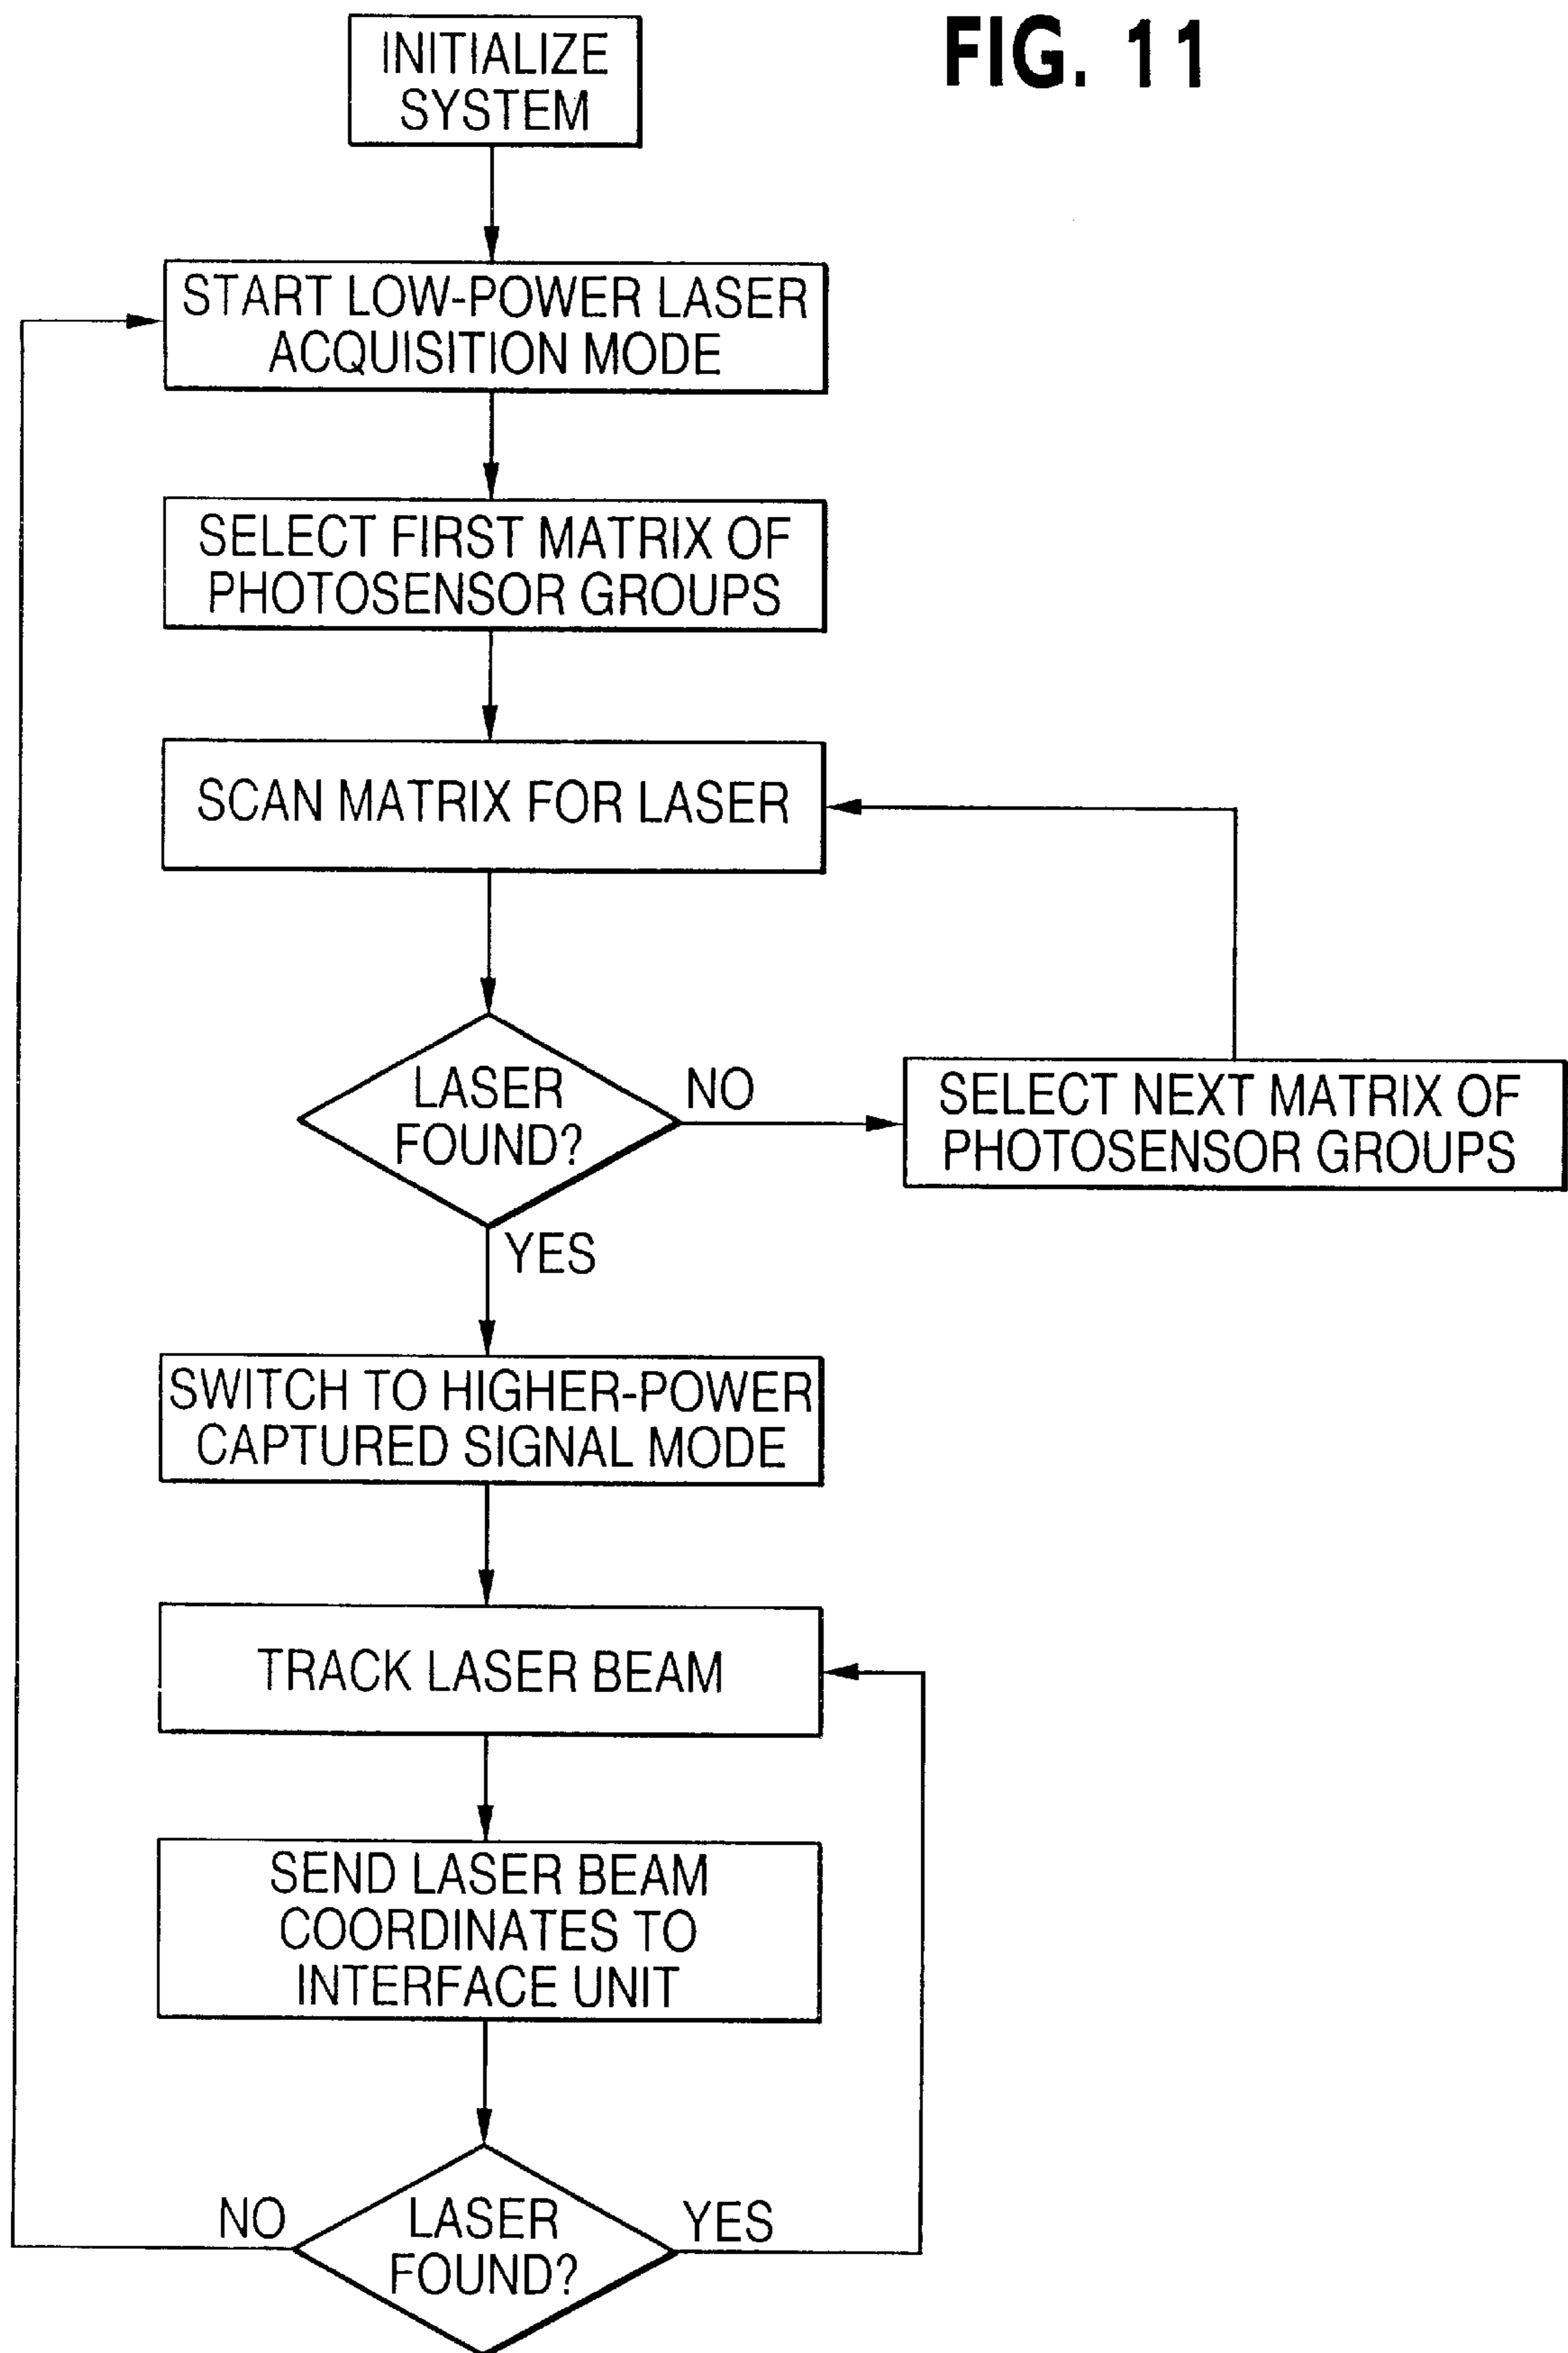 FIG. 11
INITIALIZE
SYSTEM
START LOW-POWER LASER
ACQUISITION MODE
SELECT FIRST MATRIX OF
PHOTOSENSOR GROUPS
SCAN MATRIX FOR LASER
LASER
FOUND?
NO
SELECT NEXT MATRIX OF
PHOTOSENSOR GROUPS
YES
SWITCH TO HIGHER-POWER
CAPTURED SIGNAL MODE
TRACK LASER BEAM
SEND LASER BEAM
COORDINATES TO
INTERFACE UNIT
NO
LASER
FOUND?
YES